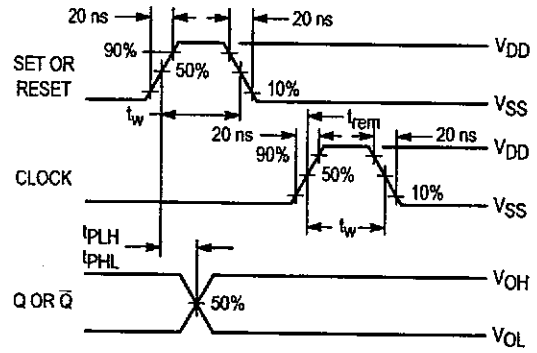 20 ns
20 ns
90%
50%
10%
SET OR
RESET
VDD
VSS
tw
20 ns
trem
20 ns
90%
50%
10%
CLOCK
VDD
VSS
tw
tPLH
tPHL
50%
Q OR Q̅
VOH
VOL